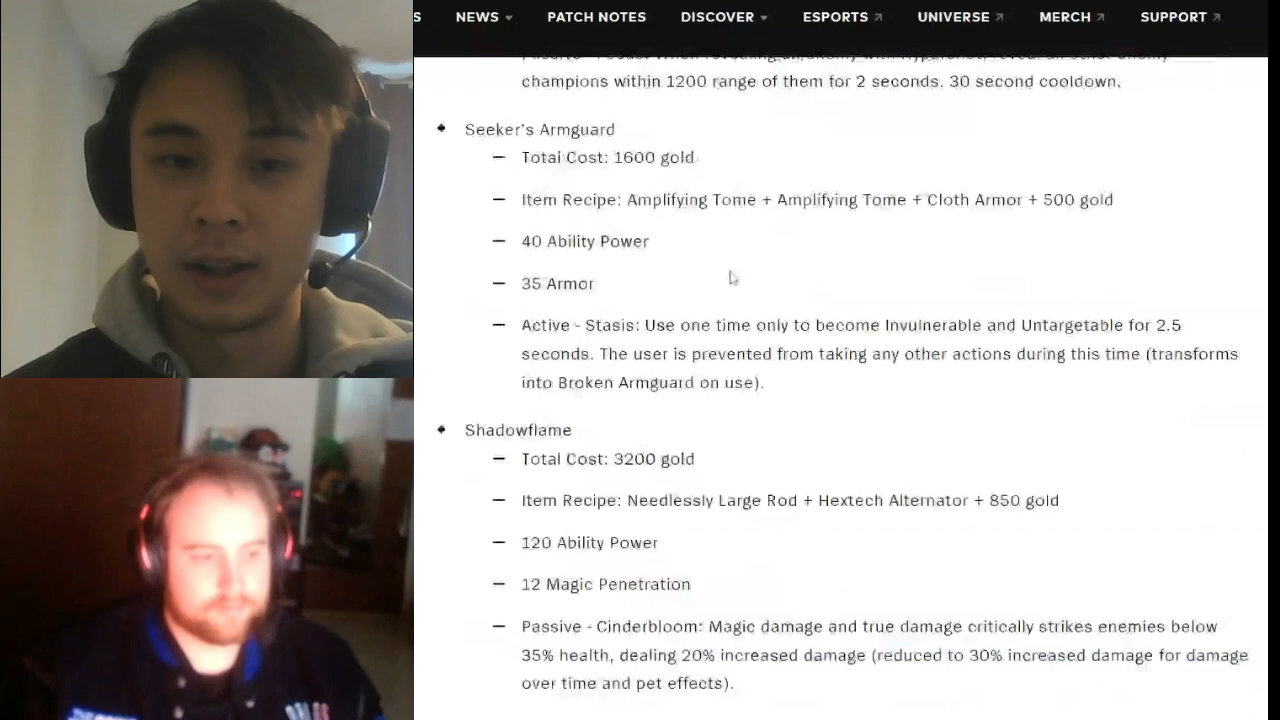 S NEWS PATCH NOTES DISCOVER ESPORTS UNIVERSE MERCH SUPPORT
champions within 1200 range of them for 2 seconds. 30 second cooldown.
Seeker's Armguard
Total Cost: 1600 gold
Item Recipe: Amplifying Tome + Amplifying Tome + Cloth Armor + 500 gold
40 Ability Power
35 Armor
Active - Stasis: Use one time only to become Invulnerable and Untargetable for 2.5
seconds. The user is prevented from taking any other actions during this time (transforms
into Broken Armguard on use).
Shadowflame
Total Cost: 3200 gold
Item Recipe: Needlessly Large Rod + Hextech Alternator + 850 gold
120 Ability Power
12 Magic Penetration
Passive - Cinderbloom: Magic damage and true damage critically strikes enemies below
35% health, dealing 20% increased damage (reduced to 30% increased damage for damage
over time and pet effects).